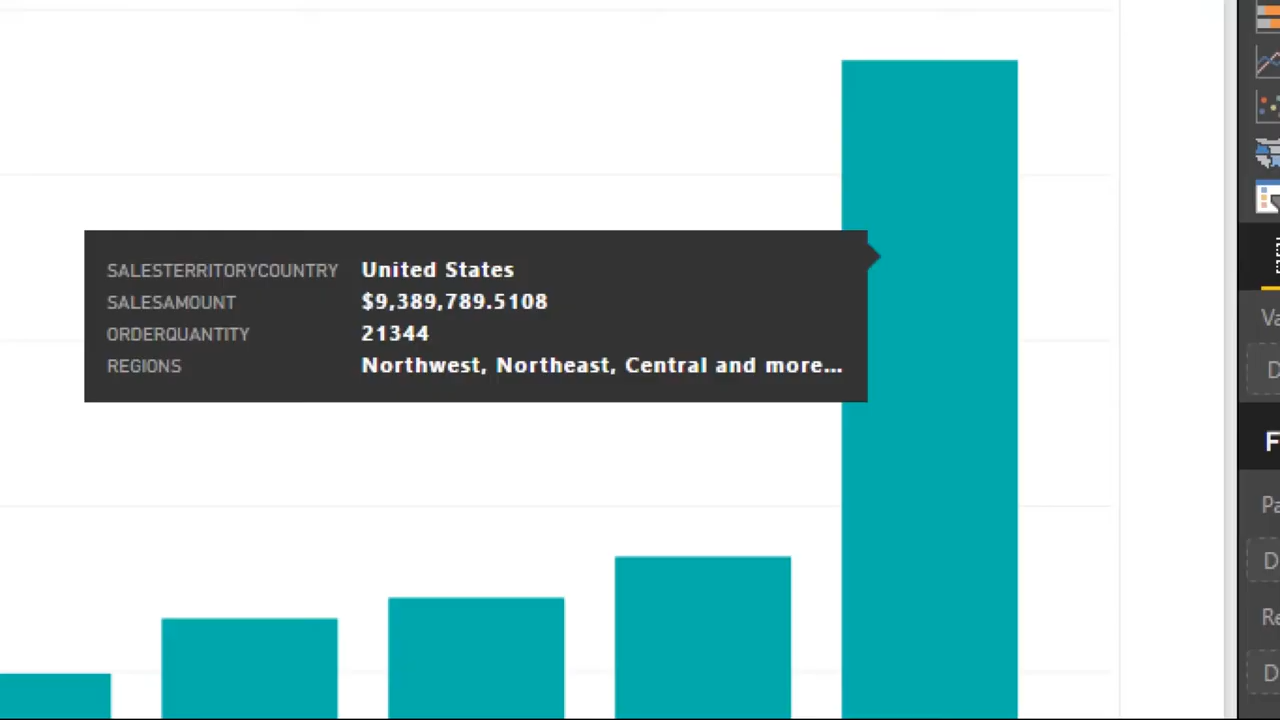 SALESTERRITORYCOUNTRY United States
SALESAMOUNT $9,389,789.5108
ORDERQUANTITY 21344
REGIONS Northwest, Northeast, Central and more...